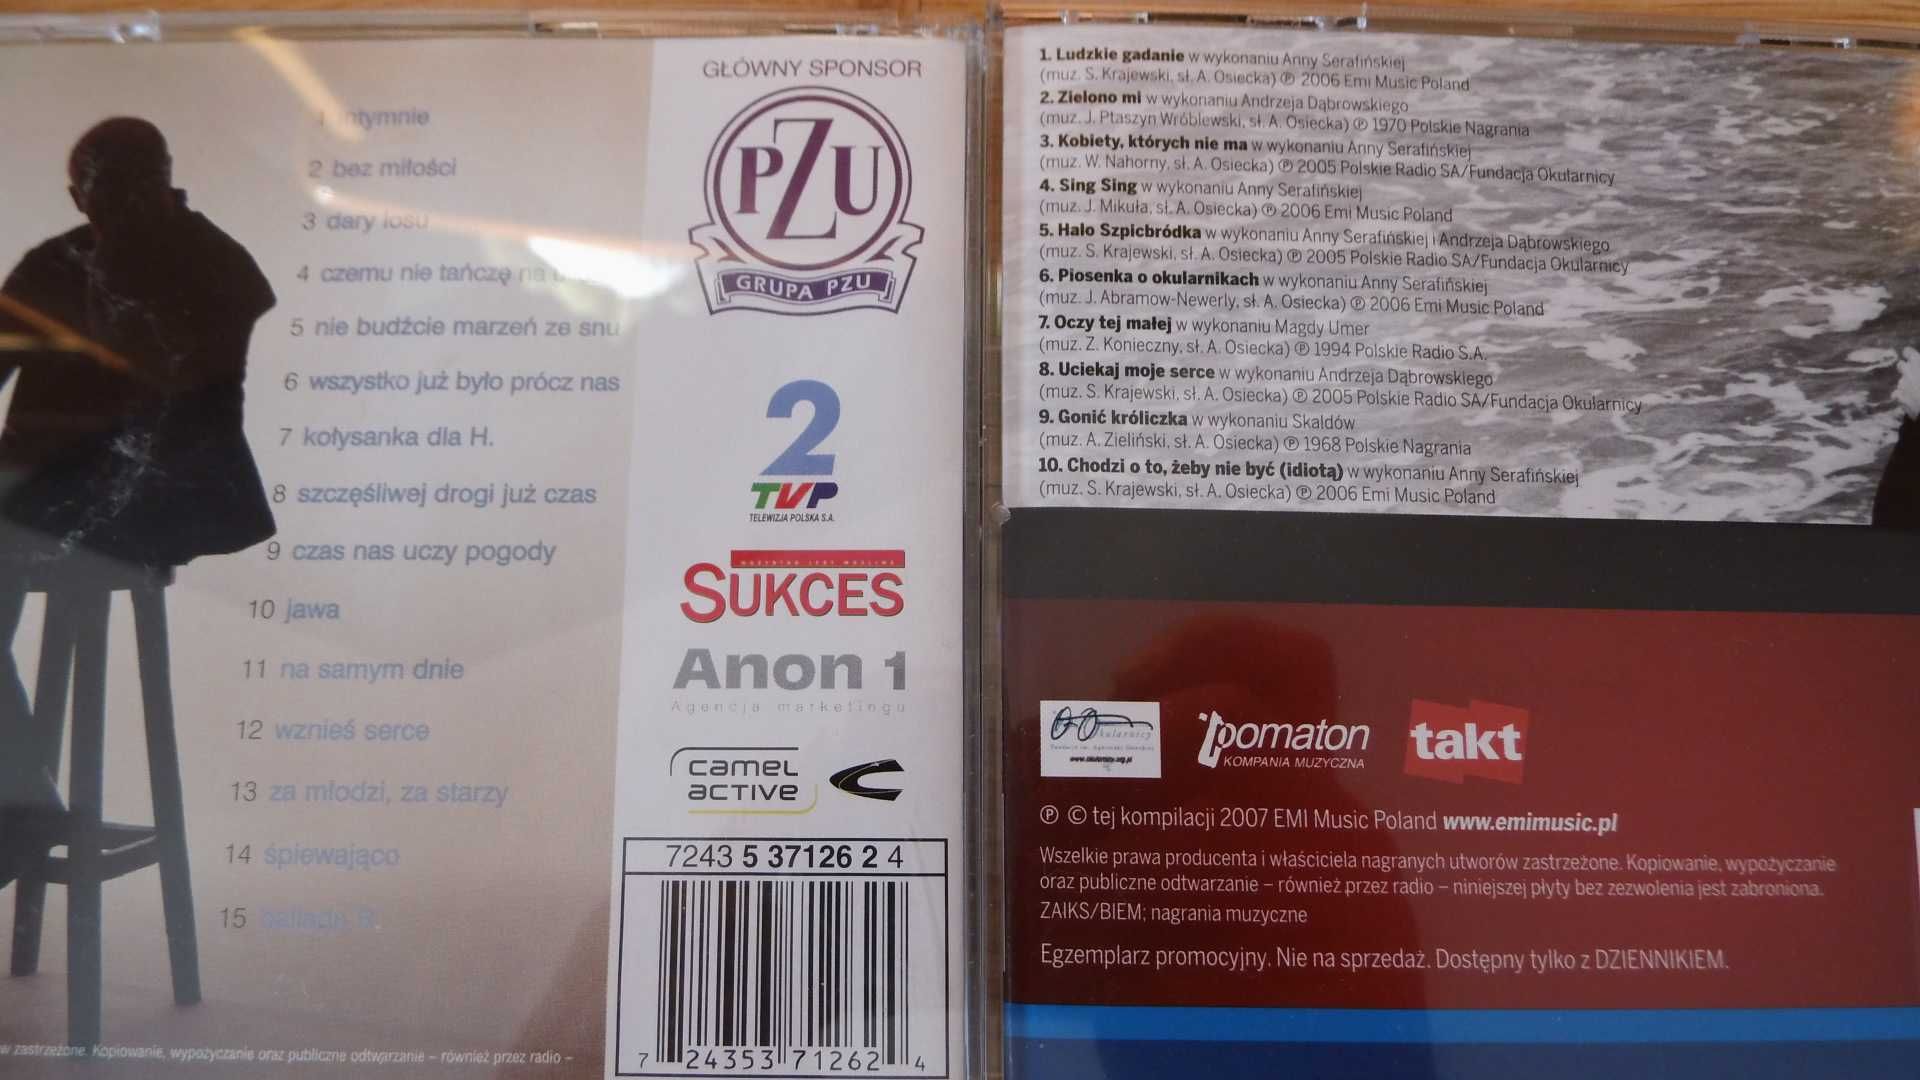 intymnie
2 bez miłości
3 dary losu
4 czemu nie tańczę na
5 nie budźcie marzeń ze snu
6 wszystko już było prócz nas
7 kołysanka dla H.
8 szczęśliwej drogi już czas
9 czas nas uczy pogody
10 jawa
11 na samym dnie
12 wznieś serce
13 za młodzi, za starzy
14 śpiewająco
15 ballady R
w zastrzeżone. Kopiowanie, wypożyczanie oraz publiczne odtwarzanie – również przez radio –
GŁÓWNY SPONSOR
PZU
GRUPA PZU
2
TVP
TELEWIZJA POLSKA S.A.
SUKCES
Anon 1
Agencja marketingu
camel
active
7243 5 37126 2 4
7 24353 71262 4
1. Ludzkie gadanie w wykonaniu Anny Serafińskiej
(muz. S. Krajewski, sł. A. Osiecka) ℗ 2006 Emi Music Poland
2. Zielono mi w wykonaniu Andrzeja Dąbrowskiego
(muz. J. Ptaszyn Wróblewski, sł. A. Osiecka) ℗ 1970 Polskie Nagrania
3. Kobiety, których nie ma w wykonaniu Anny Serafińskiej
(muz. W. Nahorny, sł. A. Osiecka) ℗ 2005 Polskie Radio SA/Fundacja Okularnicy
4. Sing Sing w wykonaniu Anny Serafińskiej
(muz. J. Mikuła, sł. A. Osiecka) ℗ 2006 Emi Music Poland
5. Halo Szpicbródka w wykonaniu Anny Serafińskiej i Andrzeja Dąbrowskiego
(muz. S. Krajewski, sł. A. Osiecka) ℗ 2005 Polskie Radio SA/Fundacja Okularnicy
6. Piosenka o okularnikach w wykonaniu Anny Serafińskiej
(muz. J. Abramow-Newerly, sł. A. Osiecka) ℗ 2006 Emi Music Poland
7. Oczy tej małej w wykonaniu Magdy Umer
(muz. Z. Konieczny, sł. A. Osiecka) ℗ 1994 Polskie Radio S.A.
8. Uciekaj moje serce w wykonaniu Andrzeja Dąbrowskiego
(muz. S. Krajewski, sł. A. Osiecka) ℗ 2005 Polskie Radio SA/Fundacja Okularnicy
9. Gonić króliczka w wykonaniu Skaldów
(muz. A. Zieliński, sł. A. Osiecka) ℗ 1968 Polskie Nagrania
10. Chodzi o to, żeby nie być (idiotą) w wykonaniu Anny Serafińskiej
(muz. S. Krajewski, sł. A. Osiecka) ℗ 2006 Emi Music Poland
pomaton
KOMPANIA MUZYCZNA
takt
℗ © tej kompilacji 2007 EMI Music Poland www.emimusic.pl
Wszelkie prawa producenta i właściciela nagranych utworów zastrzeżone. Kopiowanie, wypożyczanie
oraz publiczne odtwarzanie – również przez radio – niniejszej płyty bez zezwolenia jest zabroniona.
ZAIKS/BIEM; nagrania muzyczne
Egzemplarz promocyjny. Nie na sprzedaż. Dostępny tylko z DZIENNIKIEM.